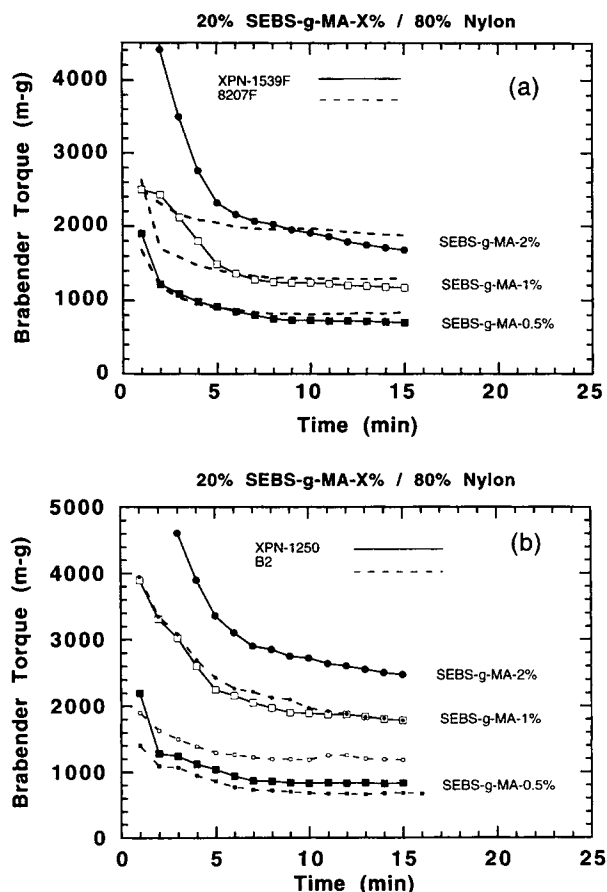 20% SEBS-g-MA-X% / 80% Nylon
(a)
XPN-1539F
8207F
Brabender Torque (m-g)
4000
3000
2000
1000
0
SEBS-g-MA-2%
SEBS-g-MA-1%
SEBS-g-MA-0.5%
0 5 10 15 20 25
Time (min)
20% SEBS-g-MA-X% / 80% Nylon
(b)
XPN-1250
B2
Brabender Torque (m-g)
5000
4000
3000
2000
1000
0
SEBS-g-MA-2%
SEBS-g-MA-1%
SEBS-g-MA-0.5%
0 5 10 15 20 25
Time (min)